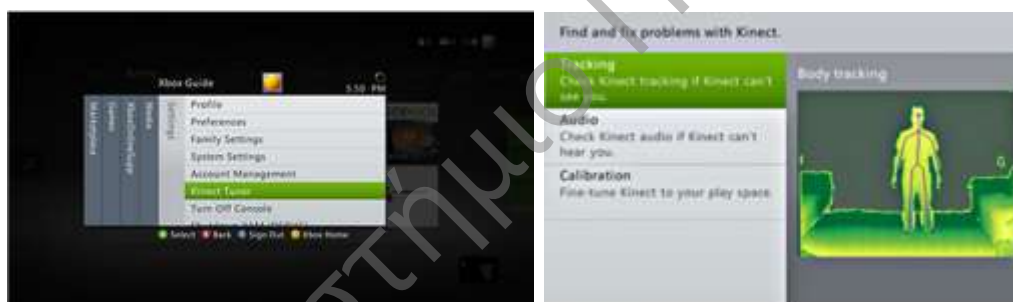 Xbox Guide
5:50 PM
Settings
Media
Games
Marketplace
Profile
Preferences
Family Settings
System Settings
Account Management
Kinect Tuner
Turn Off Console
Select Back Sign Out Xbox Home
Find and fix problems with Kinect.
Tracking
Check Kinect tracking if Kinect can't
see you.
Audio
Check Kinect audio if Kinect can't
hear you.
Calibration
Fine-tune Kinect to your play space.
Body tracking